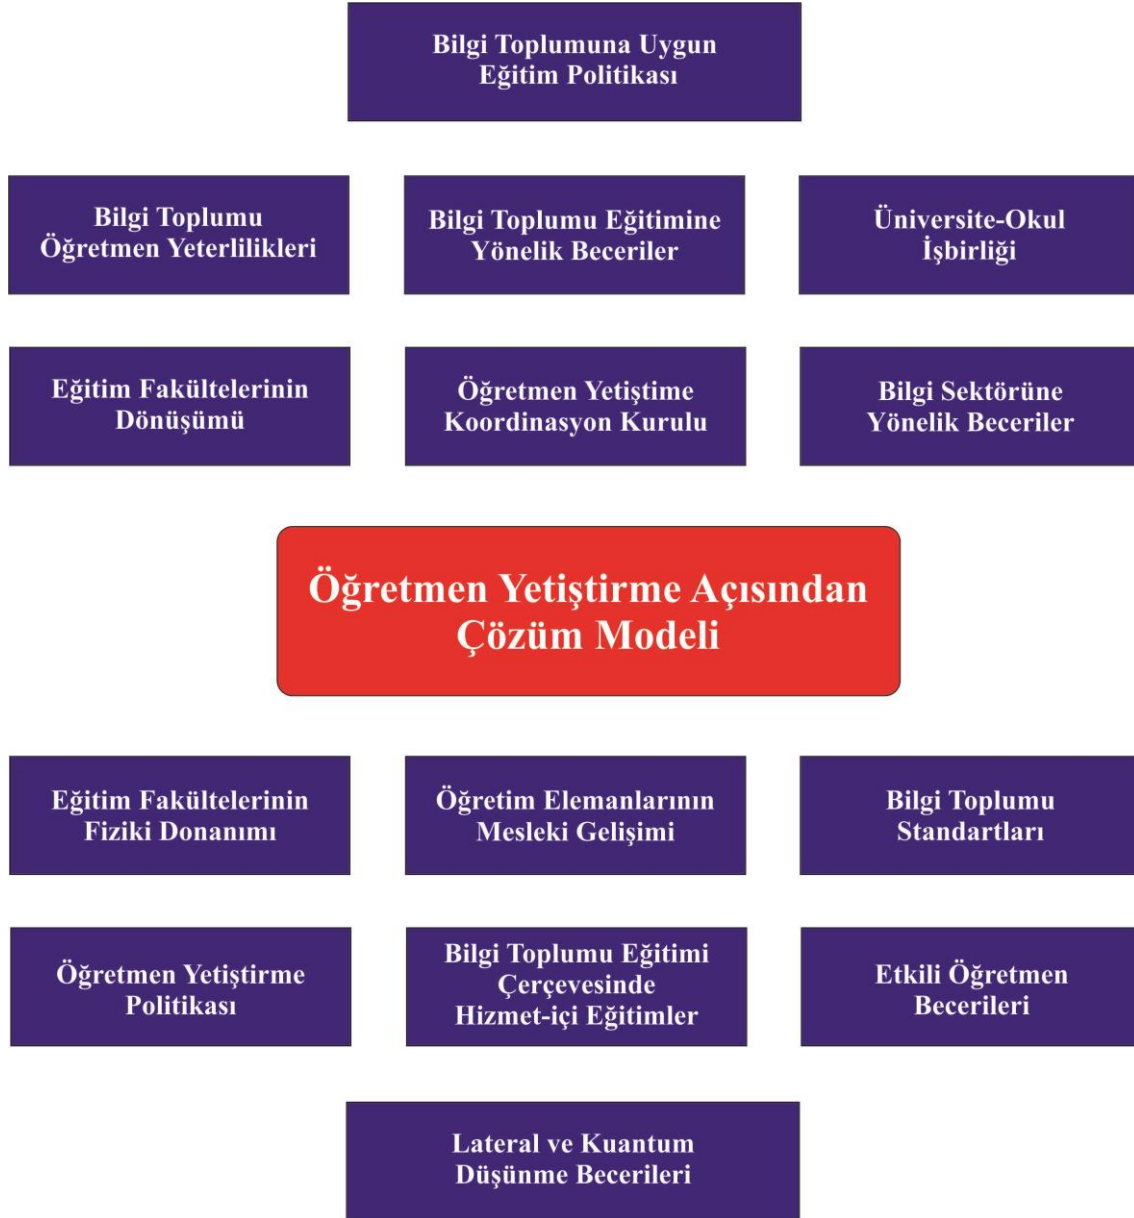 Bilgi Toplumuna Uygun
Eğitim Politikası
Bilgi Toplumu
Öğretmen Yeterlilikleri
Bilgi Toplumu Eğitimine
Yönelik Beceriler
Üniversite-Okul
İşbirliği
Eğitim Fakültelerinin
Dönüşümü
Öğretmen Yetiştime
Koordinasyon Kurulu
Bilgi Sektörüne
Yönelik Beceriler
Öğretmen Yetiştirme Açısından
Çözüm Modeli
Eğitim Fakültelerinin
Fiziki Donanımı
Öğretim Elemanlarının
Mesleki Gelişimi
Bilgi Toplumu
Standartları
Öğretmen Yetiştirme
Politikası
Bilgi Toplumu Eğitimi
Çerçevesinde
Hizmet-içi Eğitimler
Etkili Öğretmen
Becerileri
Lateral ve Kuantum
Düşünme Becerileri